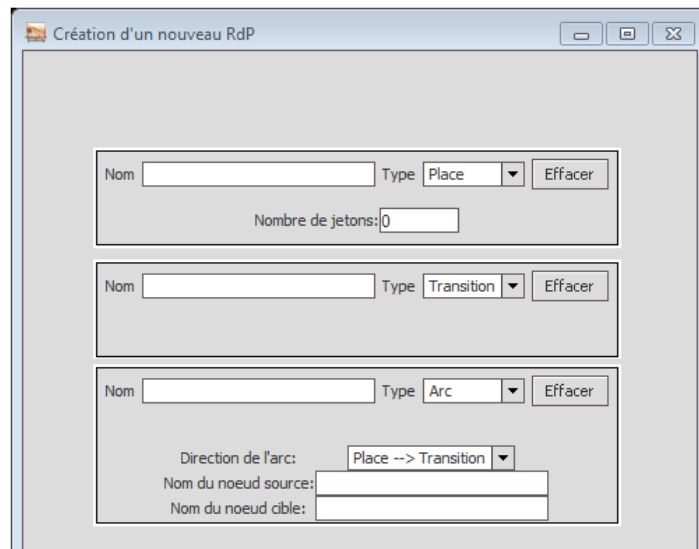 Création d'un nouveau RdP
Nom Type Place Effacer
Nombre de jetons: 0
Nom Type Transition Effacer
Nom Type Arc Effacer
Direction de l'arc: Place --> Transition
Nom du noeud source:
Nom du noeud cible: